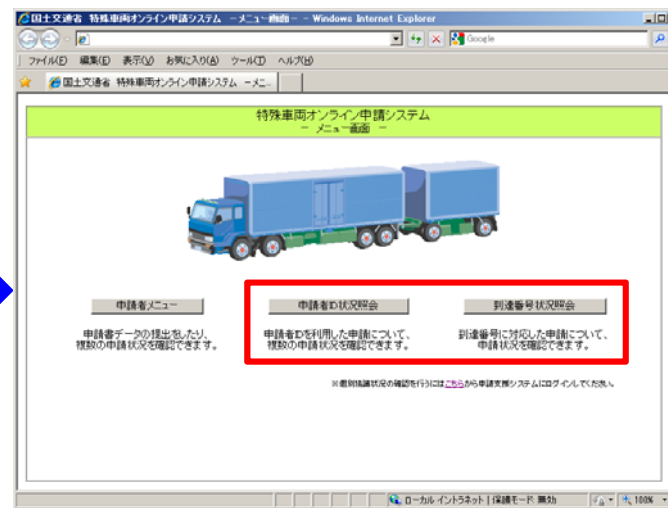 国土交通省 特殊車両オンライン申請システム －メニュー画面－ - Windows Internet Explorer
Google
ファイル(F) 編集(E) 表示(V) お気に入り(A) ツール(T) ヘルプ(H)
国土交通省 特殊車両オンライン申請システム －メニ...
特殊車両オンライン申請システム
－ メニュー画面 －
申請者メニュー
申請者ID状況照会
到達番号状況照会
申請書データの提出をしたり、
複数の申請状況を確認できます。
申請者IDを利用した申請について、
複数の申請状況を確認できます。
到達番号に対応した申請について、
申請状況を確認できます。
※個別協議状況の確認を行うにはこちらから申請支援システムにログインしてください。
ローカル イントラネット | 保護モード: 無効
100%